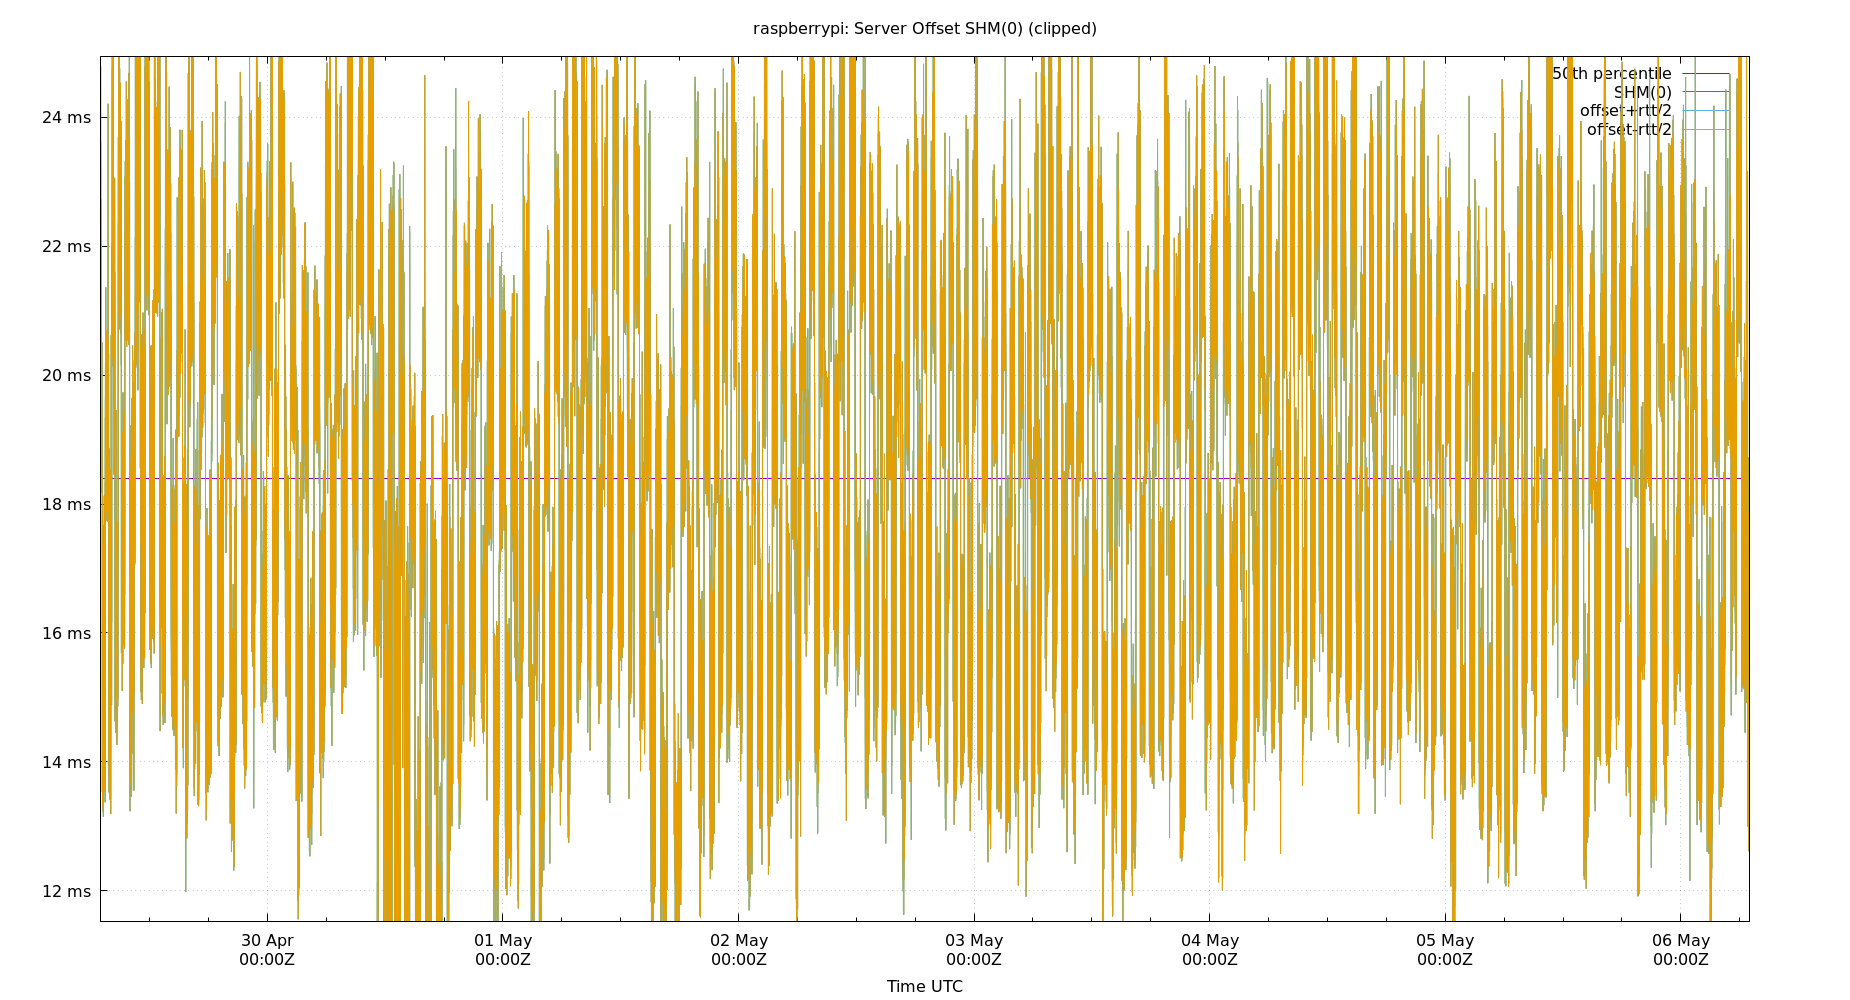 raspberrypi: Server Offset SHM(0) (clipped)
50th percentile
SHM(0)
offset+rtt/2
offset-rtt/2
24 ms
22 ms
20 ms
18 ms
16 ms
14 ms
12 ms
30 Apr 01 May 02 May 03 May 04 May 05 May 06 May
00:00Z 00:00Z 00:00Z 00:00Z 00:00Z 00:00Z 00:00Z
Time UTC